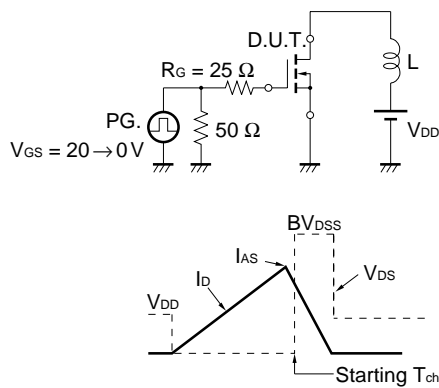 D.U.T.
RG = 25 Ω
L
PG.
50 Ω
VDD
VGS = 20 → 0 V
BVDSS
IAS
ID
VDS
VDD
Starting Tch